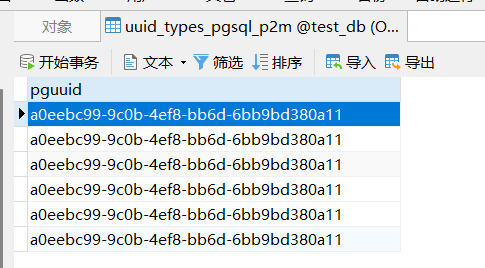 对象 uuid_types_pgsql_p2m @test_db (O...
开始事务 文本 筛选 排序 导入 导出
pguuid
a0eebc99-9c0b-4ef8-bb6d-6bb9bd380a11
a0eebc99-9c0b-4ef8-bb6d-6bb9bd380a11
a0eebc99-9c0b-4ef8-bb6d-6bb9bd380a11
a0eebc99-9c0b-4ef8-bb6d-6bb9bd380a11
a0eebc99-9c0b-4ef8-bb6d-6bb9bd380a11
a0eebc99-9c0b-4ef8-bb6d-6bb9bd380a11